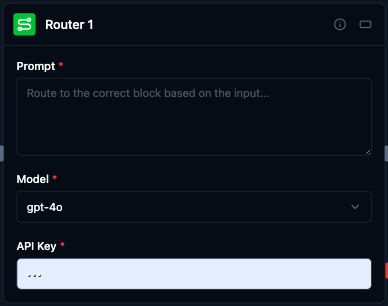 Router 1
Prompt *
Route to the correct block based on the input...
Model *
gpt-4o
API Key *